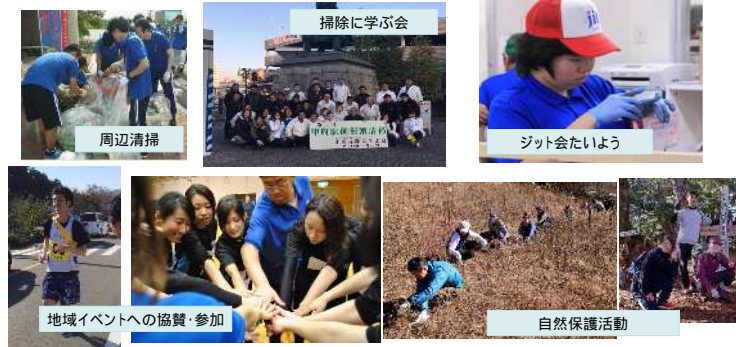 掃除に学ぶ会
周辺清掃
ジット会たいよう
地域イベントへの協賛・参加
自然保護活動